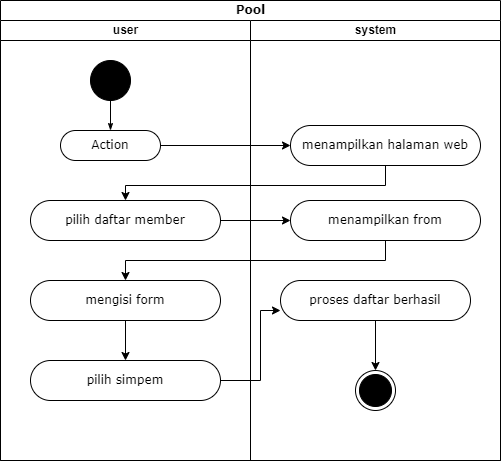 Pool
user
system
Action
menampilkan halaman web
pilih daftar member
menampilkan from
mengisi form
proses daftar berhasil
pilih simpem